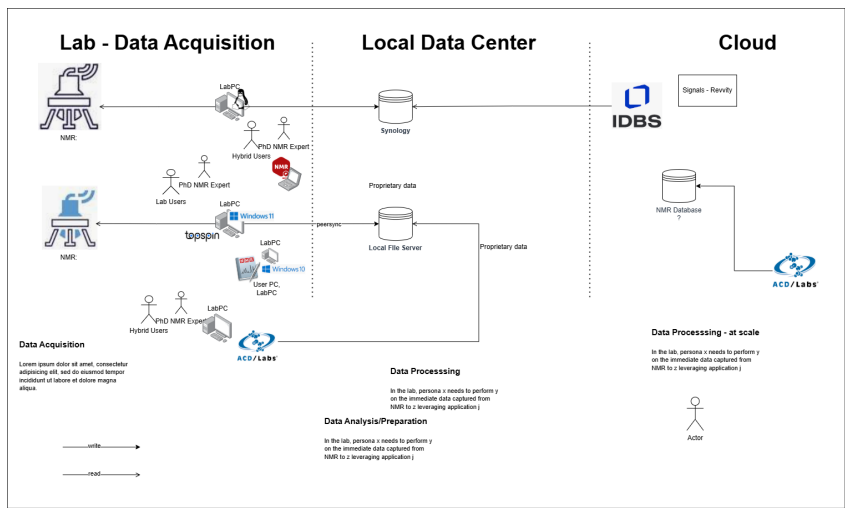 Lab - Data Acquisition
Local Data Center
Cloud
LabPC
NMR:
Synology
IDBS
Signals - Revvity
PhD NMR Expert
Hybrid Users
NMR
PhD NMR Expert
Lab Users
Proprietary data
LabPC
Windows 11
topspin
NMR:
peersync
Local File Server
Proprietary data
NMR Database
?
LabPC
Windows 10
User PC,
LabPC
ACD/Labs
LabPC
PhD NMR Expert
Hybrid Users
ACD/Labs
Data Acquisition
Lorem ipsum dolor sit amet, consectetur
adipisicing elit, sed do eiusmod tempor
incididunt ut labore et dolore magna
aliqua.
Data Processsing
In the lab, persona x needs to perform y
on the immediate data captured from
NMR to z leveraging application j
Data Analysis/Preparation
In the lab, persona x needs to perform y
on the immediate data captured from
NMR to z leveraging application j
Data Processsing - at scale
In the lab, persona x needs to perform y
on the immediate data captured from
NMR to z leveraging application j
Actor
write
read